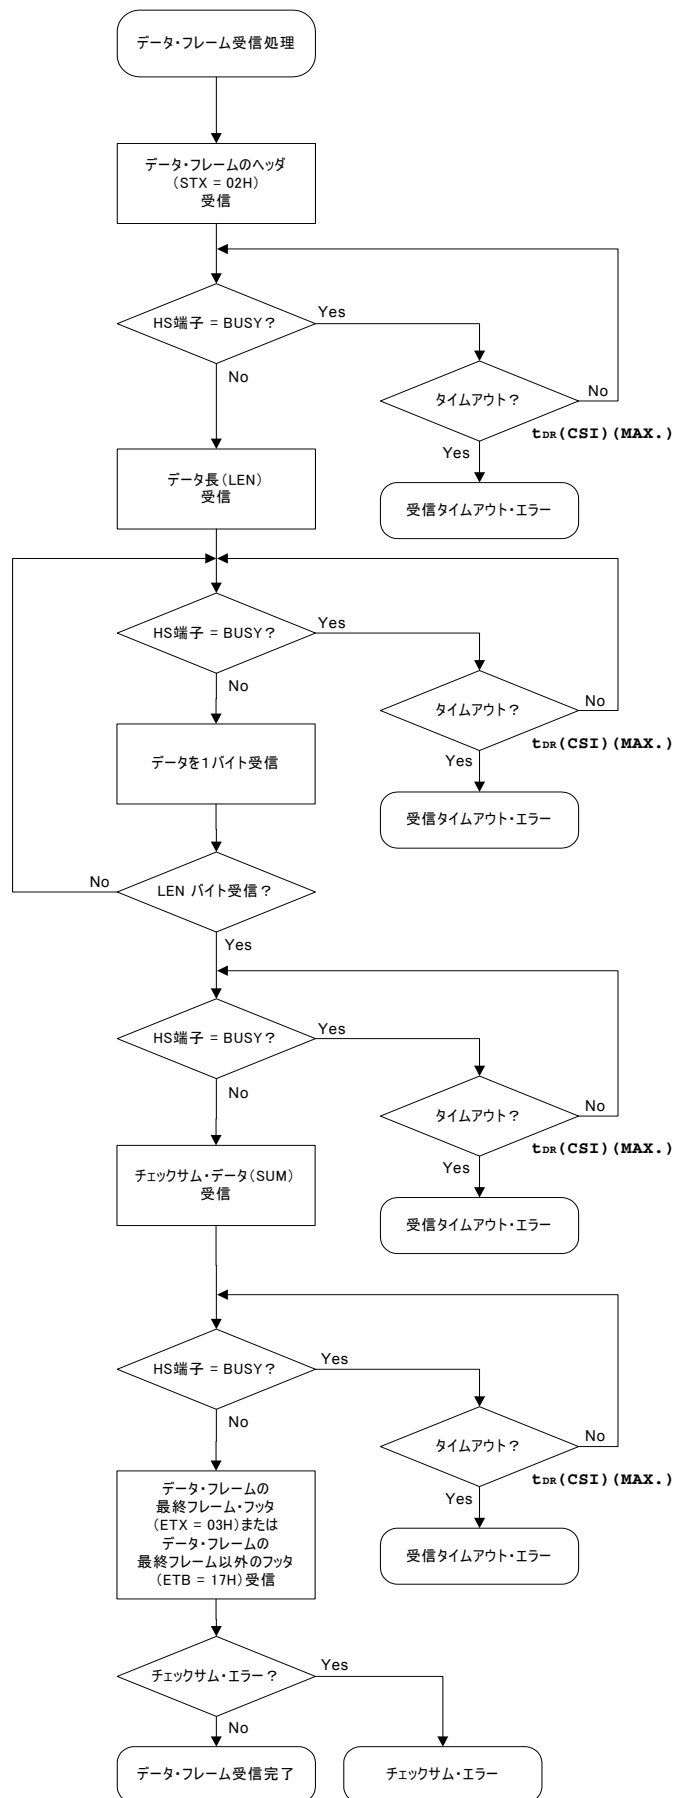 データ・フレーム受信処理
データ・フレームのヘッダ
(STX = 02H)
受信
HS端子 = BUSY?
Yes
No
タイムアウト?
No
tDR(CSI)(MAX.)
Yes
受信タイムアウト・エラー
データ長(LEN)
受信
HS端子 = BUSY?
Yes
No
タイムアウト?
No
tDR(CSI)(MAX.)
Yes
受信タイムアウト・エラー
データを1バイト受信
LEN バイト受信?
No
Yes
HS端子 = BUSY?
Yes
No
タイムアウト?
No
tDR(CSI)(MAX.)
Yes
受信タイムアウト・エラー
チェックサム・データ(SUM)
受信
HS端子 = BUSY?
Yes
No
タイムアウト?
No
tDR(CSI)(MAX.)
Yes
受信タイムアウト・エラー
データ・フレームの
最終フレーム・フッタ
(ETX = 03H)または
データ・フレームの
最終フレーム以外のフッタ
(ETB = 17H)受信
チェックサム・エラー?
Yes
No
データ・フレーム受信完了
チェックサム・エラー